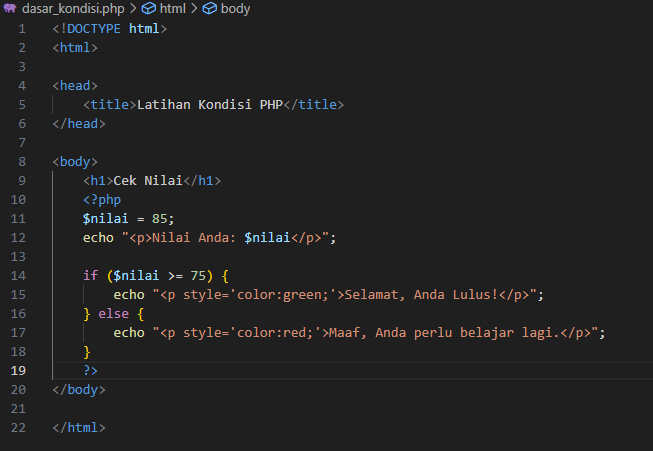 dasar_kondisi.php > html > body
1 <!DOCTYPE html>
2 <html>
3
4 <head>
5     <title>Latihan Kondisi PHP</title>
6 </head>
7
8 <body>
9     <h1>Cek Nilai</h1>
10     <?php
11     $nilai = 85;
12     echo "<p>Nilai Anda: $nilai</p>";
13
14     if ($nilai >= 75) {
15         echo "<p style='color:green;'>Selamat, Anda Lulus!</p>";
16     } else {
17         echo "<p style='color:red;'>Maaf, Anda perlu belajar lagi.</p>";
18     }
19     ?>
20 </body>
21
22 </html>